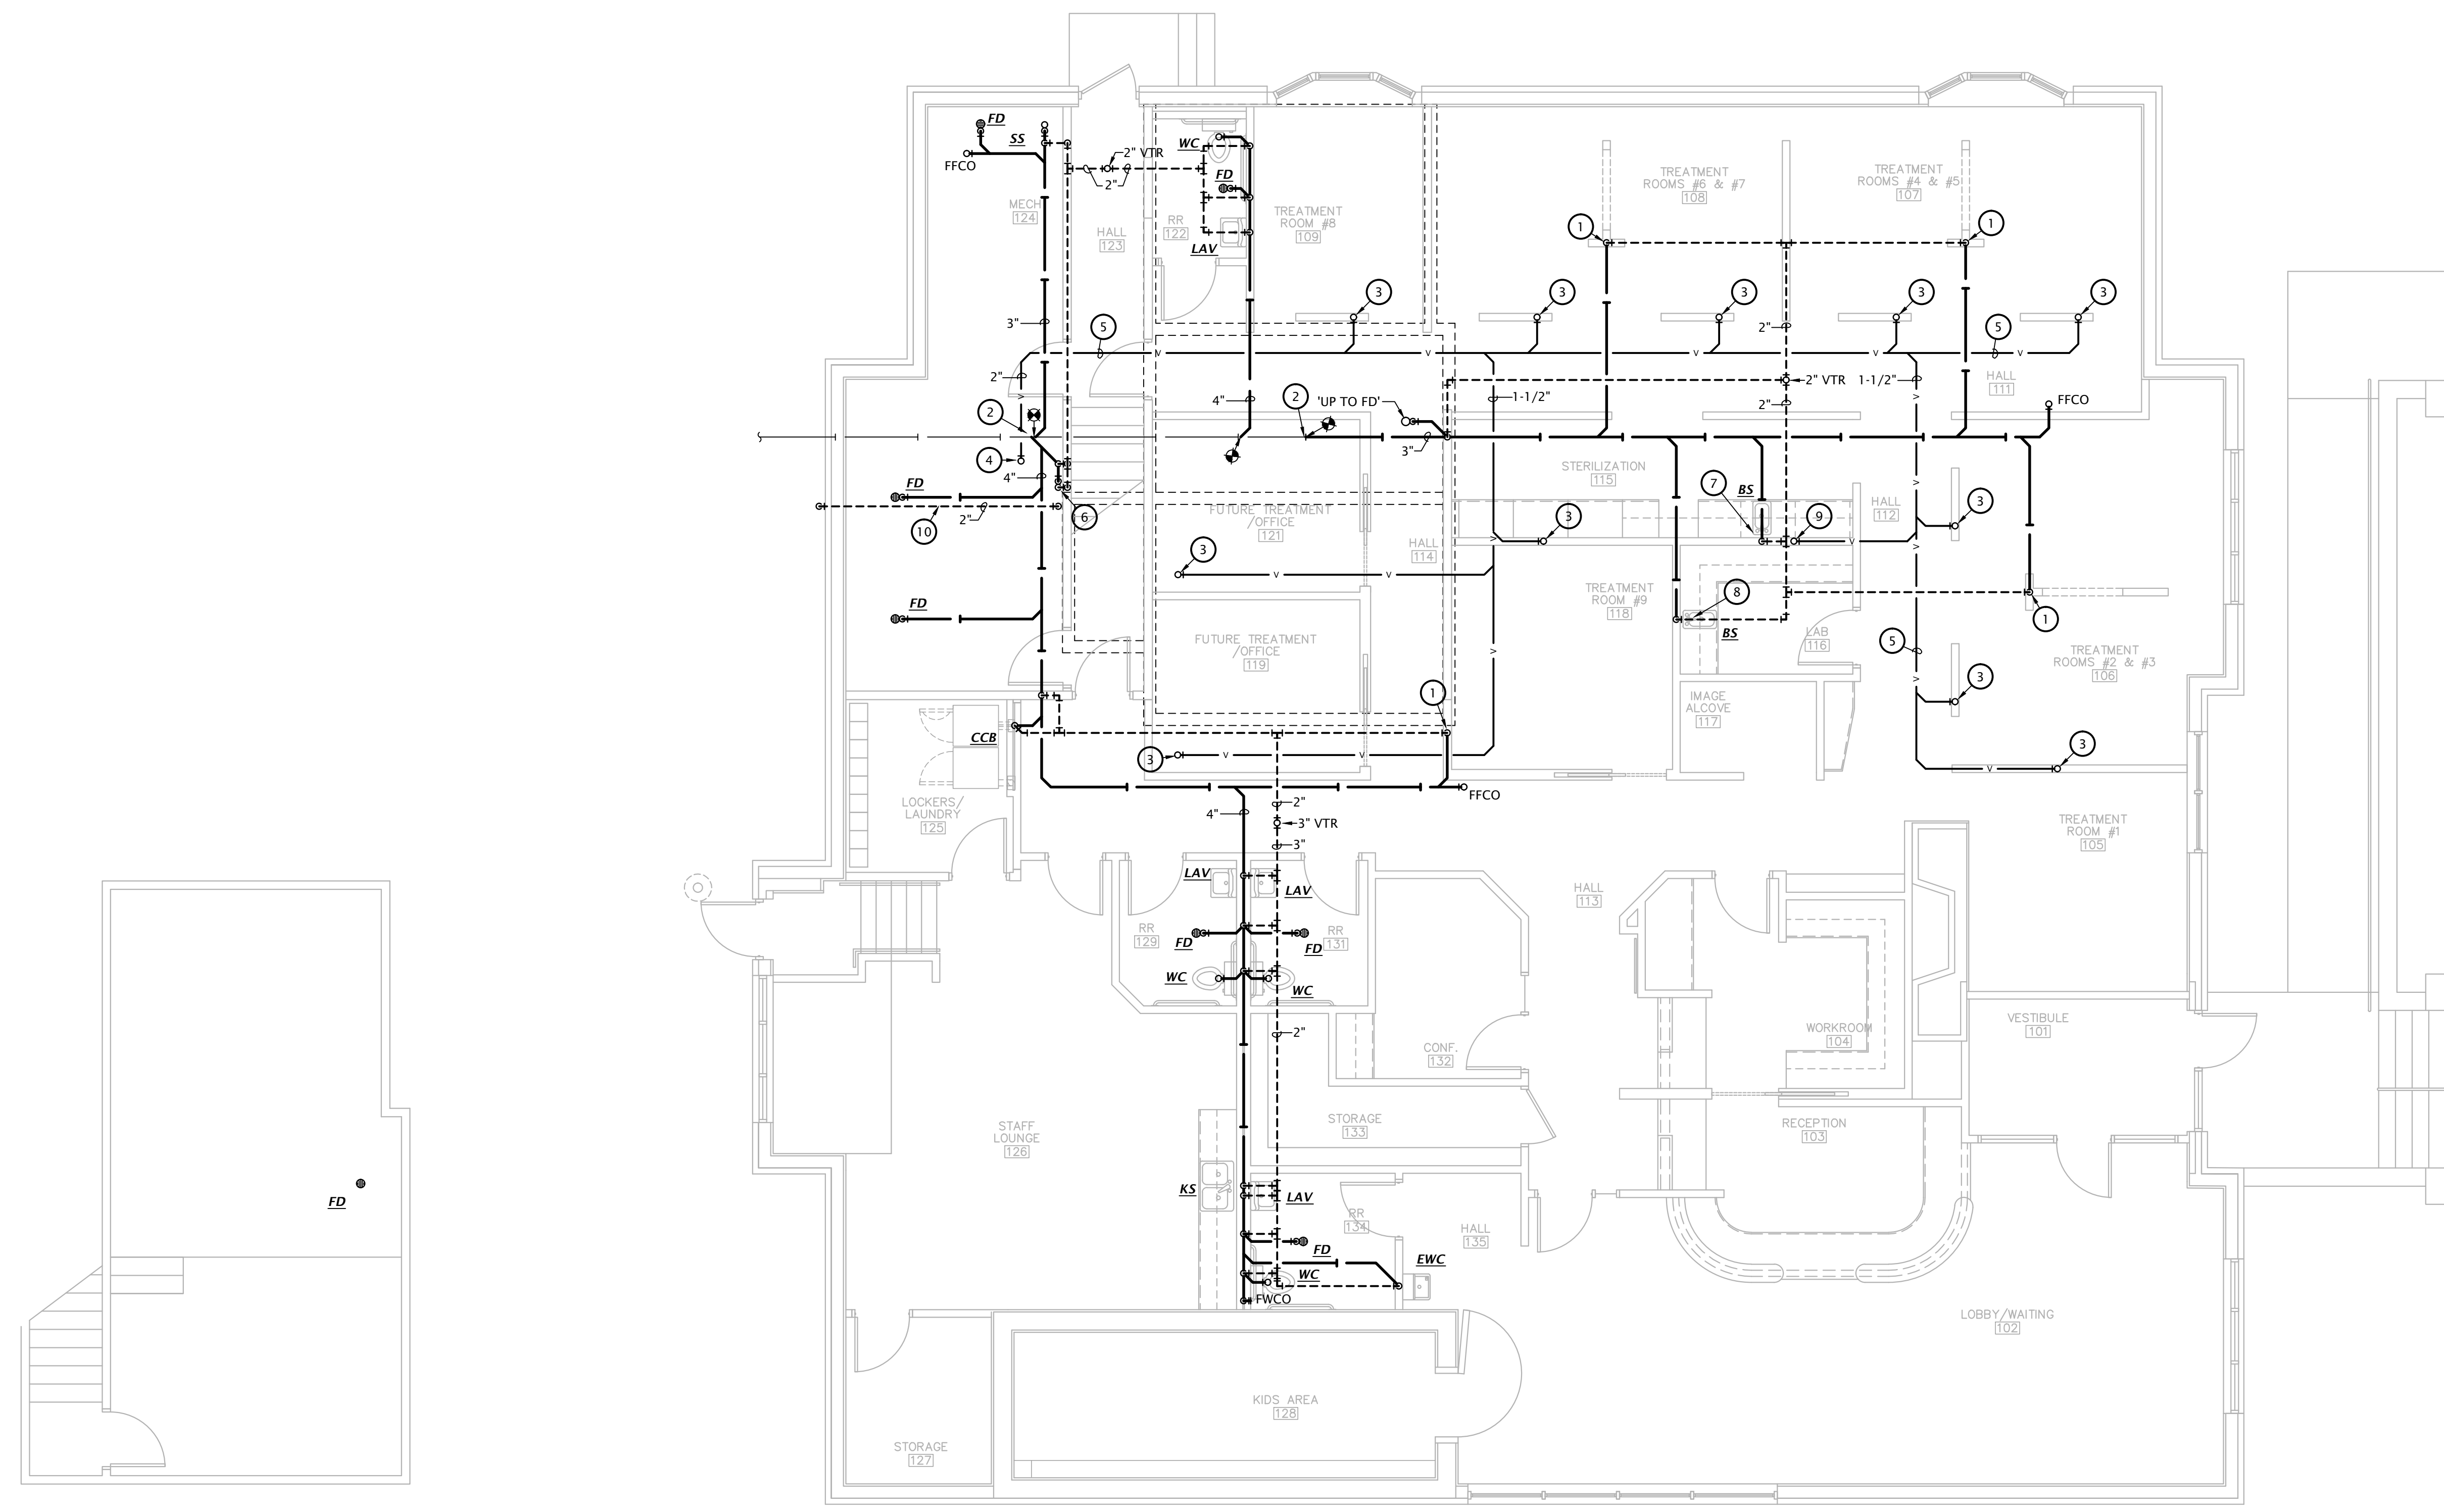 FD
SS
FFCO
2" VTR
2"
WC
FD
LAV
MECH
124
HALL
123
RR
122
TREATMENT
ROOM #8
109
TREATMENT
ROOMS #6 & #7
108
TREATMENT
ROOMS #4 & #5
107
1
1
3
3
3
3
3
3"
5
5
2"
V
V
V
V
V
2"
2" VTR
1-1/2"
HALL
111
V
V
4"
2
'UP TO FD'
1-1/2"
2"
FFCO
2
3"
4
4"
FD
STERILIZATION
115
7
BS
V
HALL
112
3
10
2"
6
FUTURE TREATMENT
/OFFICE
121
HALL
114
3
9
V
V
V
3
V
V
TREATMENT
ROOM #9
118
8
FD
BS
LAB
116
1
FUTURE TREATMENT
/OFFICE
119
V
5
TREATMENT
ROOMS #2 & #3
106
IMAGE
ALCOVE
117
1
3
CCB
3
V
V
3
V
FFCO
LOCKERS/
LAUNDRY
125
4"
2"
3" VTR
3"
TREATMENT
ROOM #1
105
LAV
LAV
HALL
113
RR
129
FD
RR
131
FD
WC
WC
2"
CONF.
132
WORKROOM
104
VESTIBULE
101
STAFF
LOUNGE
126
STORAGE
133
RECEPTION
103
FD
KS
LAV
RR
134
HALL
135
FD
EWC
WC
FWCO
LOBBY/WAITING
102
KIDS AREA
128
STORAGE
127